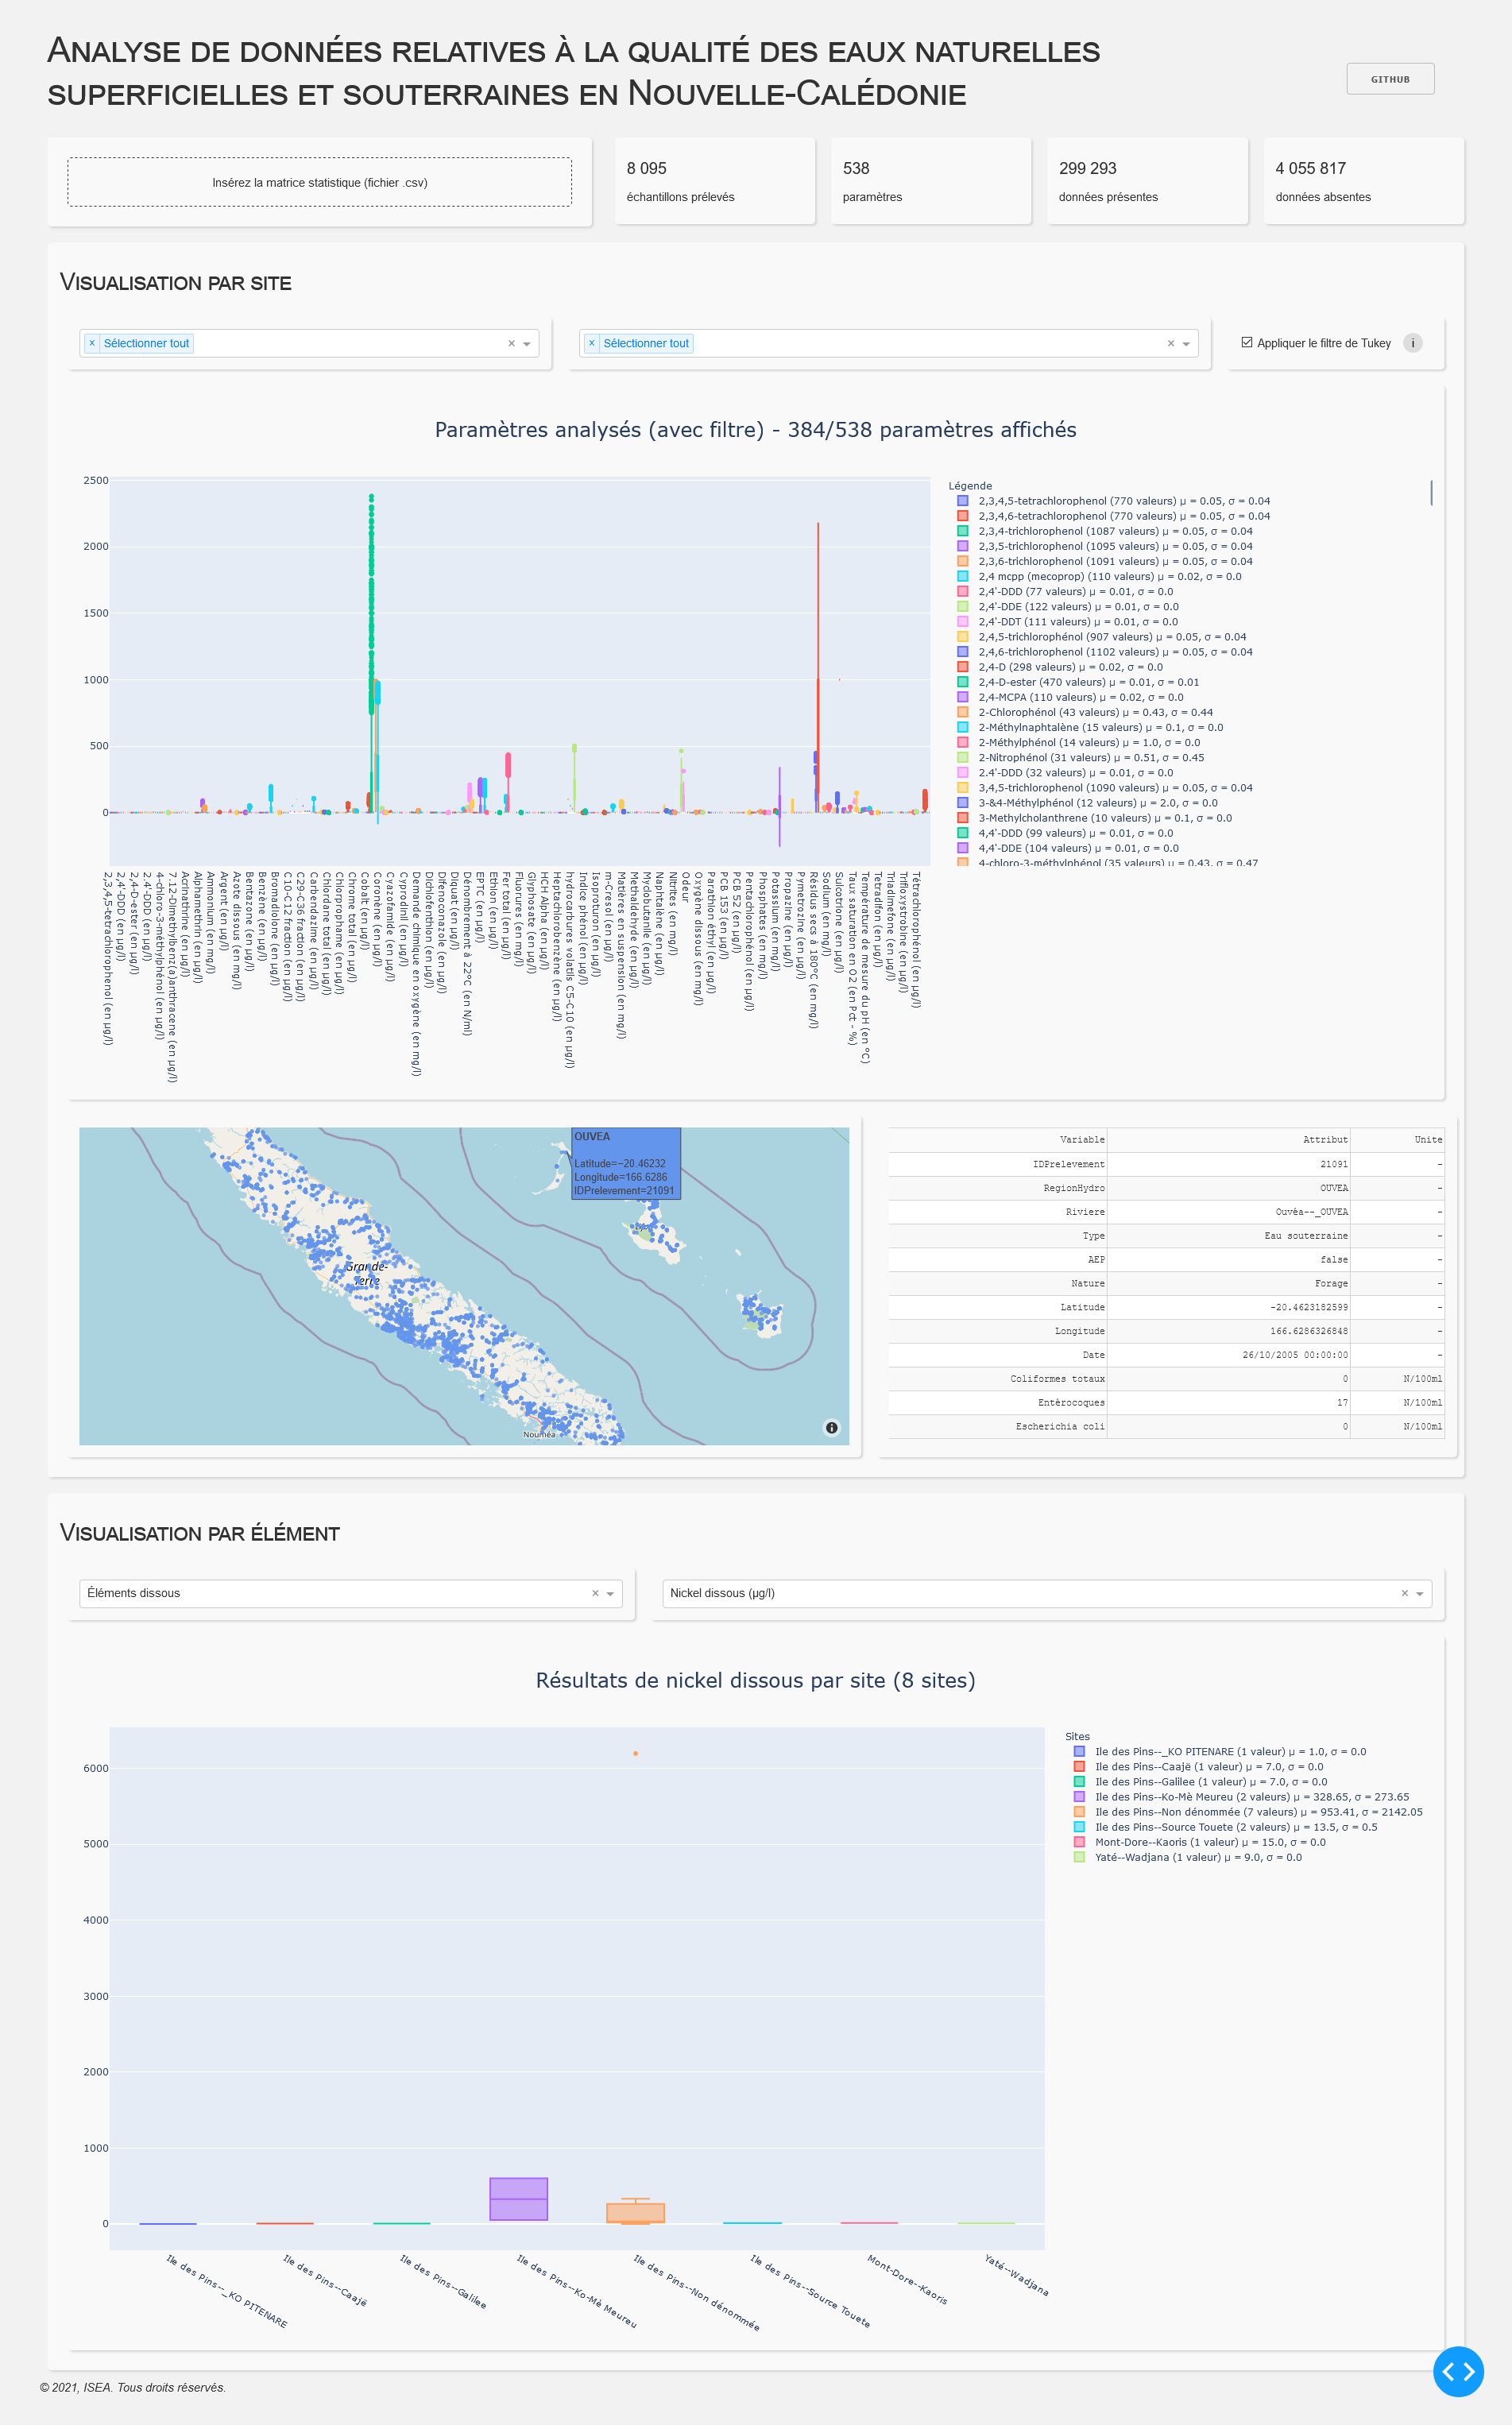 Analyse de données relatives à la qualité des eaux naturelles
superficielles et souterraines en Nouvelle-Calédonie
GITHUB
Insérez la matrice statistique (fichier .csv)
8 095
échantillons prélevés
538
paramètres
299 293
données présentes
4 055 817
données absentes
Visualisation par site
× Sélectionner tout
× Sélectionner tout
Appliquer le filtre de Tukey i
Paramètres analysés (avec filtre) - 384/538 paramètres affichés
2500
2000
1500
1000
500
0
Légende
2,3,4,5-tetrachlorophenol (770 valeurs) μ = 0.05, σ = 0.04
2,3,4,6-tetrachlorophenol (770 valeurs) μ = 0.05, σ = 0.04
2,3,4-trichlorophenol (1087 valeurs) μ = 0.05, σ = 0.04
2,3,5-trichlorophenol (1095 valeurs) μ = 0.05, σ = 0.04
2,3,6-trichlorophenol (1091 valeurs) μ = 0.05, σ = 0.04
2,4 mcpp (mecoprop) (110 valeurs) μ = 0.02, σ = 0.0
2,4'-DDD (77 valeurs) μ = 0.01, σ = 0.0
2,4'-DDE (122 valeurs) μ = 0.01, σ = 0.0
2,4'-DDT (111 valeurs) μ = 0.01, σ = 0.0
2,4,5-trichlorophénol (907 valeurs) μ = 0.05, σ = 0.04
2,4,6-trichlorophenol (1102 valeurs) μ = 0.05, σ = 0.04
2,4-D (298 valeurs) μ = 0.02, σ = 0.0
2,4-D-ester (470 valeurs) μ = 0.01, σ = 0.01
2,4-MCPA (110 valeurs) μ = 0.02, σ = 0.0
2-Chlorophénol (43 valeurs) μ = 0.43, σ = 0.44
2-Méthylnaphtalène (15 valeurs) μ = 0.1, σ = 0.0
2-Méthylphénol (14 valeurs) μ = 1.0, σ = 0.0
2-Nitrophénol (31 valeurs) μ = 0.51, σ = 0.45
2.4'-DDD (32 valeurs) μ = 0.01, σ = 0.0
3,4,5-trichlorophénol (1090 valeurs) μ = 0.05, σ = 0.04
3-&4-Méthylphénol (12 valeurs) μ = 2.0, σ = 0.0
3-Methylcholanthrene (10 valeurs) μ = 0.1, σ = 0.0
4,4'-DDD (99 valeurs) μ = 0.01, σ = 0.0
4,4'-DDE (104 valeurs) μ = 0.01, σ = 0.0
4-chloro-3-méthylphénol (35 valeurs) μ = 0.43, σ = 0.47
2,3,4,5-tetrachlorophenol (en µg/l)
2,4'-DDD (en µg/l)
2,4-D-ester (en µg/l)
2.4'-DDD (en µg/l)
4-chloro-3-méthylphénol (en µg/l)
7.12-Dimethylbenz(a)anthracene (en µg/l)
Acrinathrine (en µg/l)
Alphamethrin (en µg/l)
Ammonium (en mg/l)
Argent (en µg/l)
Azote dissous (en mg/l)
Bentazone (en µg/l)
Benzène (en µg/l)
Bromadiolone (en µg/l)
C10-C12 fraction (en µg/l)
C29-C36 fraction (en µg/l)
Carbendazime (en µg/l)
Chlordane total (en µg/l)
Chlorprophame (en µg/l)
Chrome total (en µg/l)
Cobalt (en µg/l)
Coronène (en µg/l)
Cyazofamide (en µg/l)
Cyprodinil (en µg/l)
Demande chimique en oxygène (en mg/l)
Dichlofenthion (en µg/l)
Difenoconazole (en µg/l)
Diquat (en µg/l)
Dénombrement à 22°C (en N/ml)
EPTC (en µg/l)
Ethion (en µg/l)
Fer total (en µg/l)
Fluorures (en mg/l)
Glyphosate (en µg/l)
HCH Alpha (en µg/l)
Heptachlorobenzène (en µg/l)
hydrocarbures volatils C5-C10 (en µg/l)
Indice phénol (en µg/l)
Isoproturon (en µg/l)
m-Cresol (en µg/l)
Matières en suspension (en mg/l)
Methaldehyde (en µg/l)
Myclobutanile (en µg/l)
Naphtalène (en µg/l)
Nitrites (en mg/l)
Odeur
Oxygène dissous (en mg/l)
Parathion éthyl (en µg/l)
PCB 153 (en µg/l)
PCB 52 (en µg/l)
Pentachlorophénol (en µg/l)
Phosphates (en mg/l)
Potassium (en mg/l)
Propazine (en µg/l)
Pymetrozine (en µg/l)
Résidus secs à 180°C (en mg/l)
Sodium (en mg/l)
Sulcotrione (en µg/l)
Taux saturation en O2 (en Pct - %)
Température de mesure du pH (en °C)
Tetradifon (en µg/l)
Triadimefone (en µg/l)
Trifloxystrobine (en µg/l)
Tétrachlorophénol (en µg/l)
OUVEA
Latitude=−20.46232
Longitude=166.6286
IDPrelevement=21091
Grande-
Terre
Nouméa
Variable Attribut Unite
IDPrelevement 21091 -
RegionHydro OUVEA -
Riviere Ouvéa--_OUVEA -
Type Eau souterraine -
AEP false -
Nature Forage -
Latitude -20.4623182599 -
Longitude 166.6286326848 -
Date 26/10/2005 00:00:00 -
Coliformes totaux 0 N/100ml
Entérocoques 17 N/100ml
Escherichia coli 0 N/100ml
Visualisation par élément
Éléments dissous
Nickel dissous (µg/l)
Résultats de nickel dissous par site (8 sites)
6000
5000
4000
3000
2000
1000
0
Sites
Ile des Pins--_KO PITENARE (1 valeur) μ = 1.0, σ = 0.0
Ile des Pins--Caajë (1 valeur) μ = 7.0, σ = 0.0
Ile des Pins--Galilee (1 valeur) μ = 7.0, σ = 0.0
Ile des Pins--Ko-Mè Meureu (2 valeurs) μ = 328.65, σ = 273.65
Ile des Pins--Non dénommée (7 valeurs) μ = 953.41, σ = 2142.05
Ile des Pins--Source Touete (2 valeurs) μ = 13.5, σ = 0.5
Mont-Dore--Kaoris (1 valeur) μ = 15.0, σ = 0.0
Yaté--Wadjana (1 valeur) μ = 9.0, σ = 0.0
Ile des Pins--_KO PITENARE
Ile des Pins--Caajë
Ile des Pins--Galilee
Ile des Pins--Ko-Mè Meureu
Ile des Pins--Non dénommée
Ile des Pins--Source Touete
Mont-Dore--Kaoris
Yaté--Wadjana
© 2021, ISEA. Tous droits réservés.